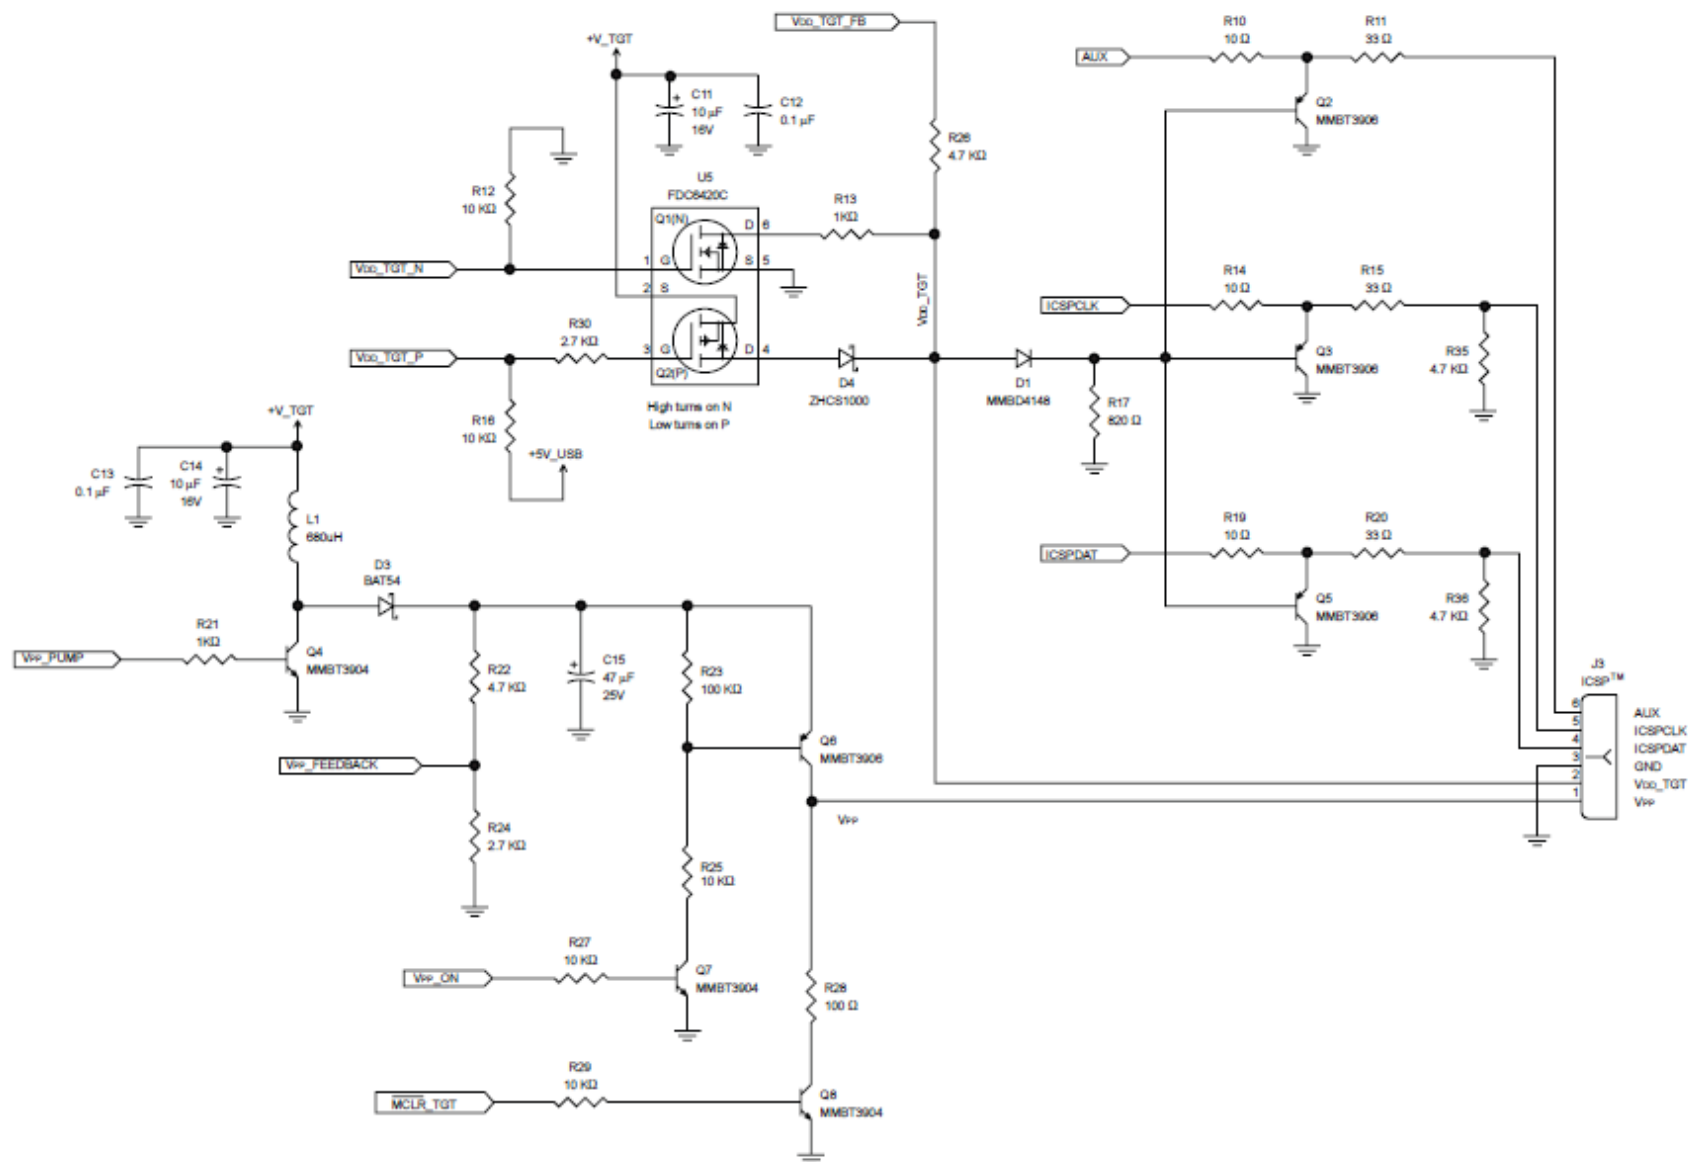 VDD_TGT_FB
+V_TGT
C11
10 µF
16V
C12
0.1 µF
R26
4.7 KΩ
R10
10 Ω
R11
33 Ω
AUX
Q2
MMBT3906
R12
10 KΩ
U5
FDC6420C
Q1(N)
D 6
1 G
S 5
2 S
R13
1KΩ
VDD_TGT_N
VDD_TGT
R30
2.7 KΩ
VDD_TGT_P
3 G
D 4
Q2(P)
High turns on N
Low turns on P
D4
ZHCS1000
D1
MMBD4148
R17
820 Ω
R14
10 Ω
R15
33 Ω
ICSPCLK
Q3
MMBT3906
R35
4.7 KΩ
R16
10 KΩ
+5V_USB
+V_TGT
C13
0.1 µF
C14
10 µF
16V
L1
680uH
D3
BAT54
R19
10 Ω
R20
33 Ω
ICSPDAT
Q5
MMBT3906
R36
4.7 KΩ
R21
1KΩ
VPP_PUMP
Q4
MMBT3904
R22
4.7 KΩ
C15
47 µF
25V
R23
100 KΩ
Q6
MMBT3906
VPP_FEEDBACK
R24
2.7 KΩ
VPP
R25
10 KΩ
J3
ICSP™
6 AUX
5 ICSPCLK
4 ICSPDAT
3 GND
2 VDD_TGT
1 VPP
R27
10 KΩ
VPP_ON
Q7
MMBT3904
R28
100 Ω
R29
10 KΩ
MCLR_TGT
Q8
MMBT3904